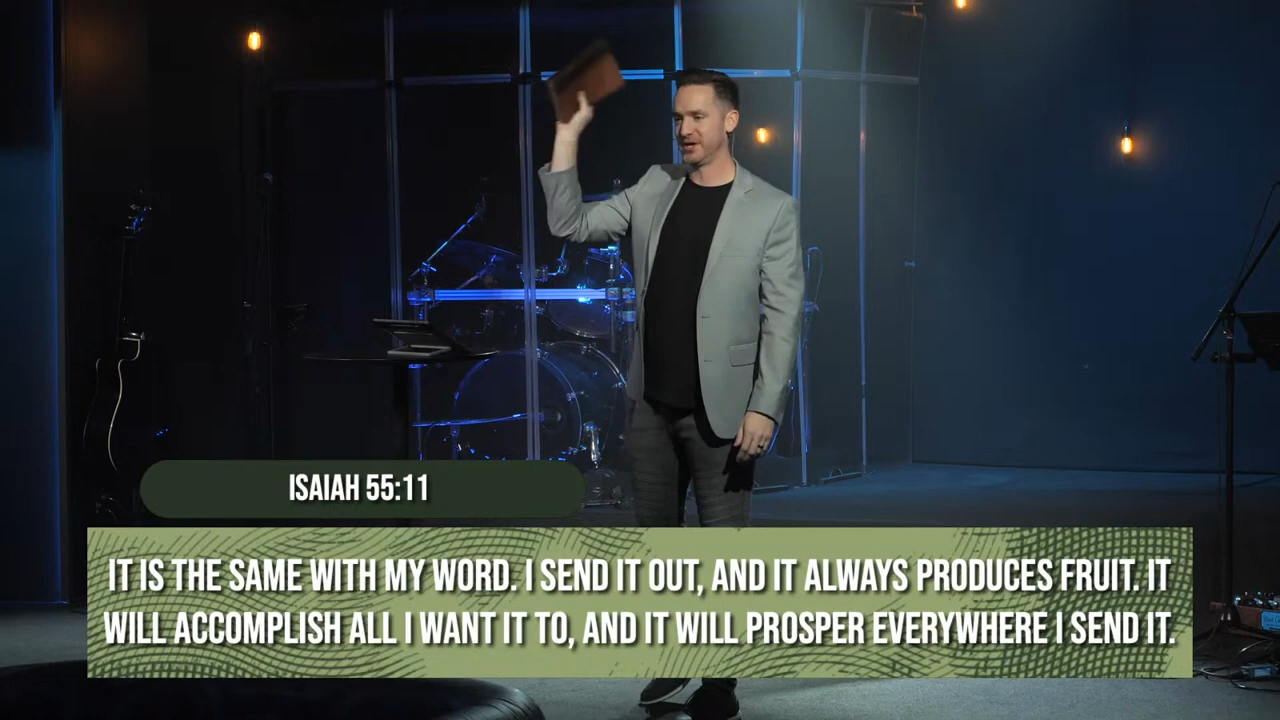 ISAIAH 55:11
IT IS THE SAME WITH MY WORD. I SEND IT OUT, AND IT ALWAYS PRODUCES FRUIT. IT
WILL ACCOMPLISH ALL I WANT IT TO, AND IT WILL PROSPER EVERYWHERE I SEND IT.